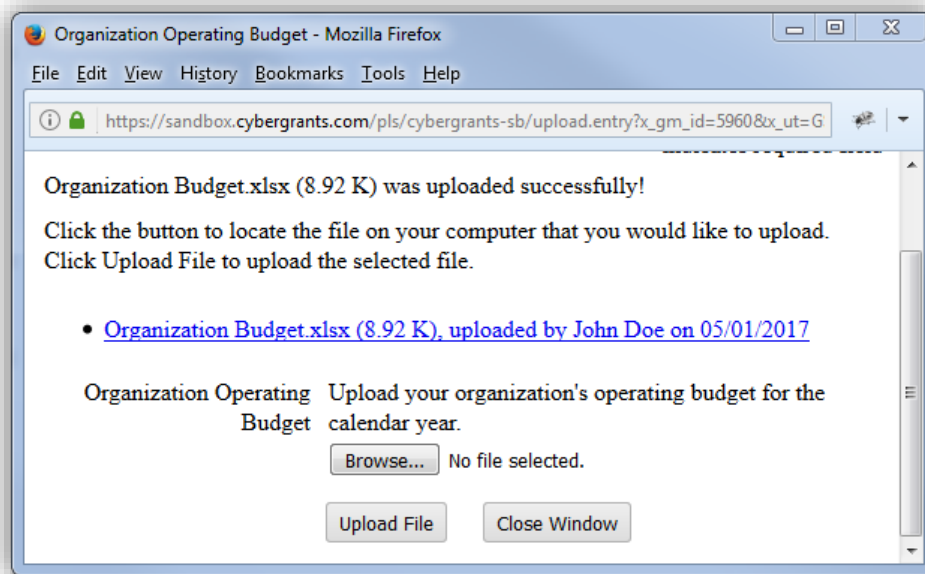 Organization Operating Budget - Mozilla Firefox
File Edit View History Bookmarks Tools Help
https://sandbox.cybergrants.com/pls/cybergrants-sb/upload.entry?x_gm_id=5960&x_ut=G
required field
Organization Budget.xlsx (8.92 K) was uploaded successfully!
Click the button to locate the file on your computer that you would like to upload.
Click Upload File to upload the selected file.
• Organization Budget.xlsx (8.92 K), uploaded by John Doe on 05/01/2017
Organization Operating Upload your organization's operating budget for the
Budget calendar year.
Browse... No file selected.
Upload File Close Window